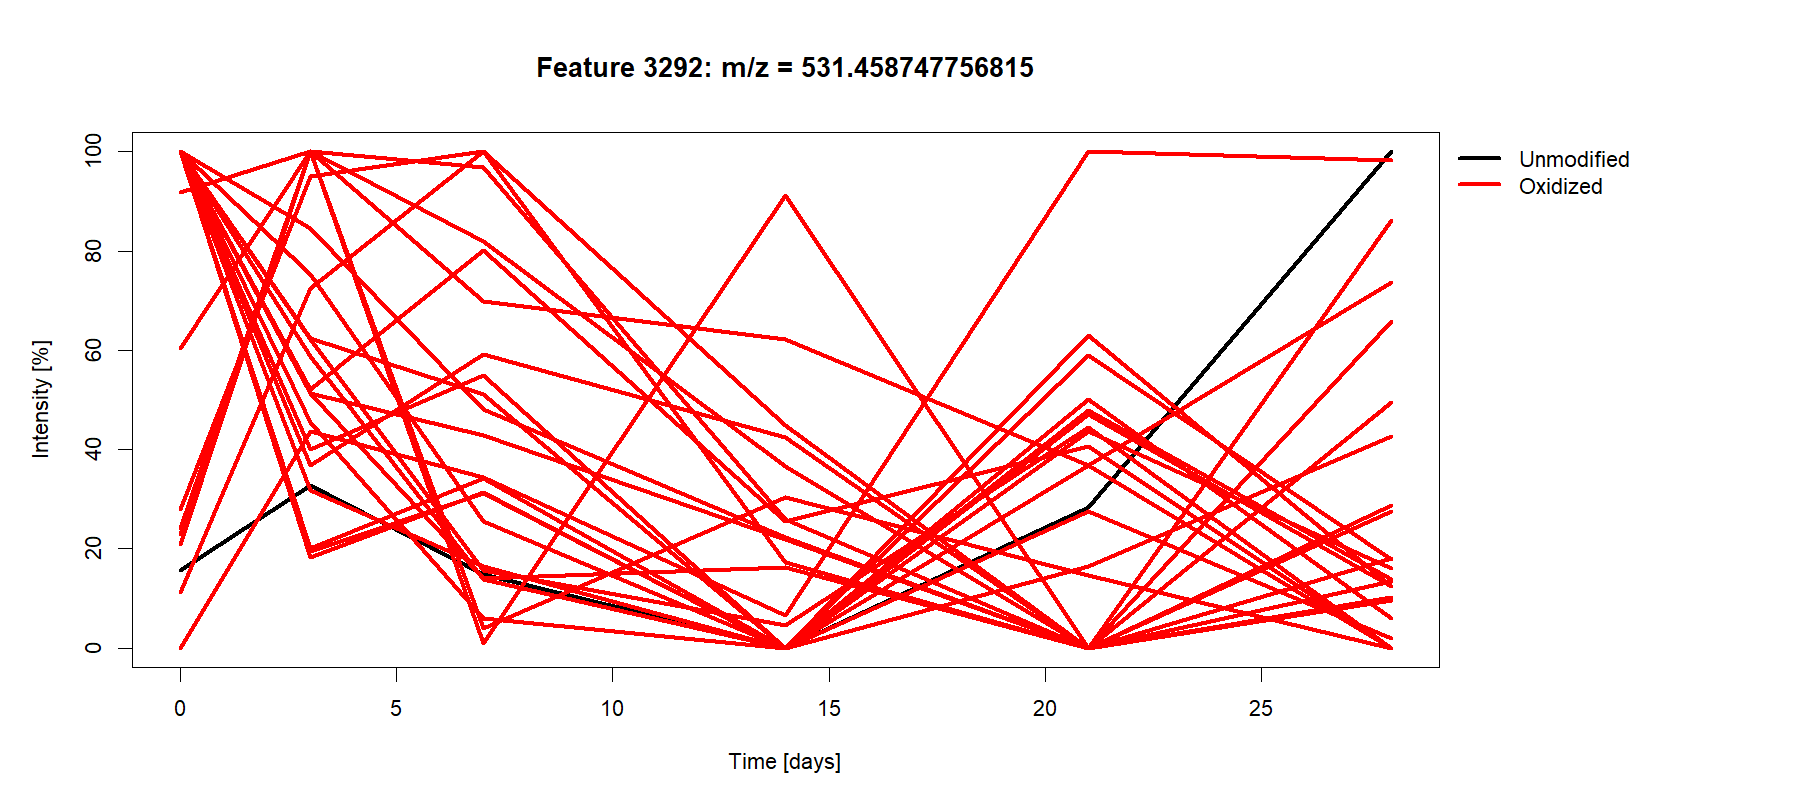 Feature 3292: m/z = 531.458747756815
Unmodified
Oxidized
Intensity [%]
100
80
60
40
20
0
0 5 10 15 20 25
Time [days]